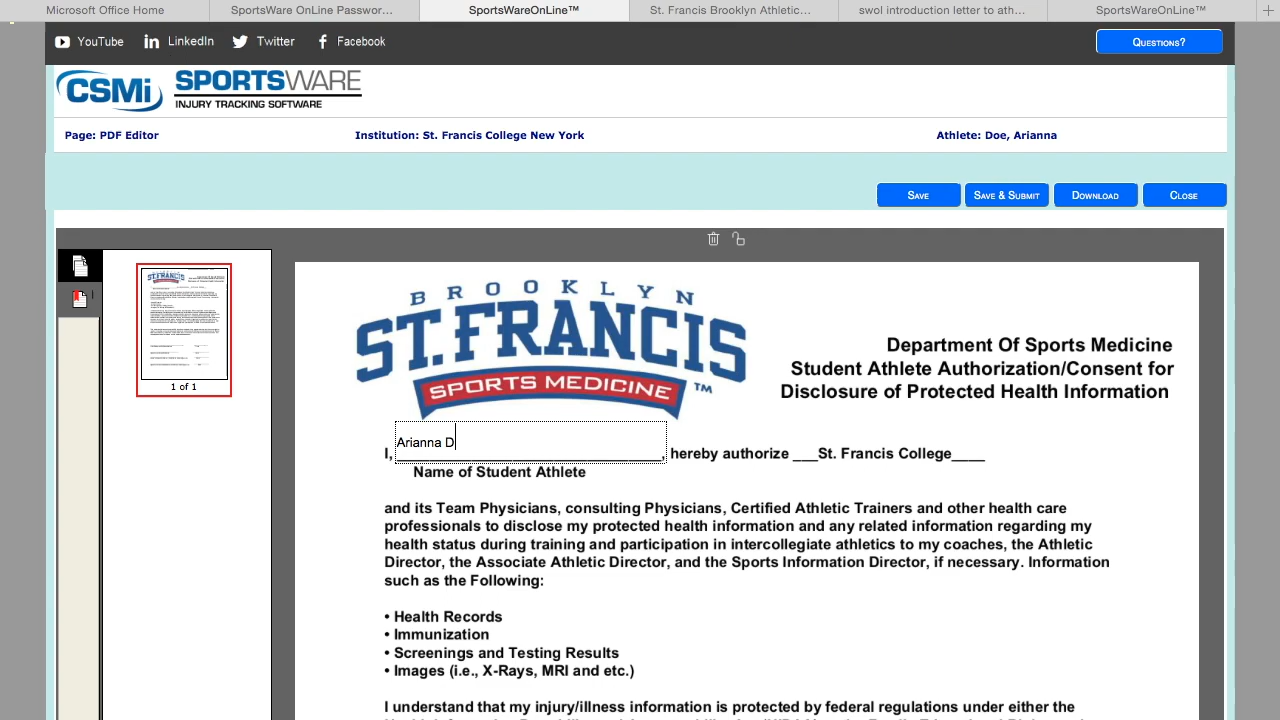 Microsoft Office Home
SportsWare OnLine Passwor...
SportsWareOnLine™
St. Francis Brooklyn Athletic...
swol introduction letter to ath...
SportsWareOnLine™
YouTube
LinkedIn
Twitter
Facebook
Questions?
CSMi
SPORTSWARE
INJURY TRACKING SOFTWARE
Page: PDF Editor
Institution: St. Francis College New York
Athlete: Doe, Arianna
Save
Save & Submit
Download
Close
1 of 1
BROOKLYN
ST. FRANCIS
SPORTS MEDICINE™
Department Of Sports Medicine
Student Athlete Authorization/Consent for
Disclosure of Protected Health Information
Arianna D
I, ________________________________, hereby authorize ___St. Francis College____
Name of Student Athlete
and its Team Physicians, consulting Physicians, Certified Athletic Trainers and other health care
professionals to disclose my protected health information and any related information regarding my
health status during training and participation in intercollegiate athletics to my coaches, the Athletic
Director, the Associate Athletic Director, and the Sports Information Director, if necessary. Information
such as the Following:
• Health Records
• Immunization
• Screenings and Testing Results
• Images (i.e., X-Rays, MRI and etc.)
I understand that my injury/illness information is protected by federal regulations under either the